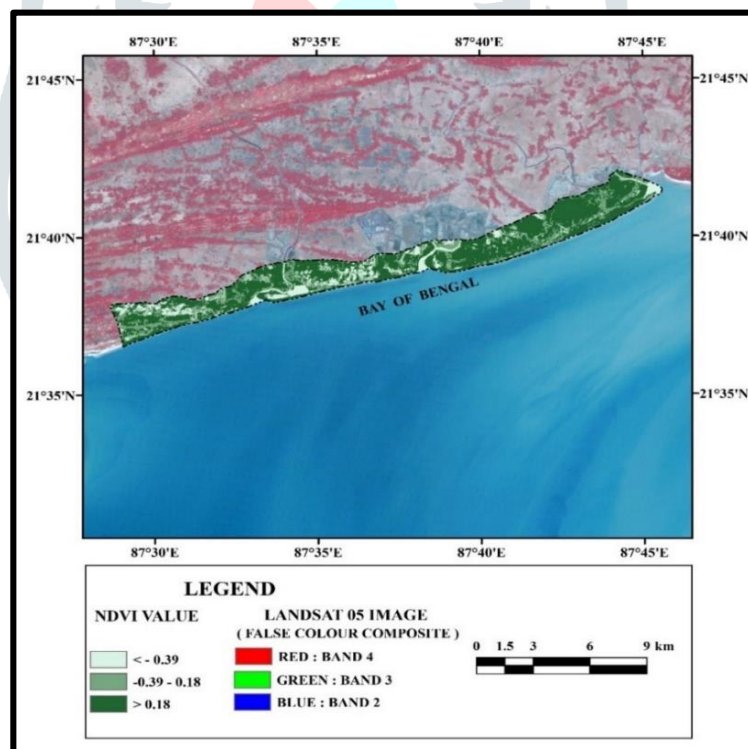 87°30'E 87°35'E 87°40'E 87°45'E
21°45'N 21°45'N
21°40'N 21°40'N
BAY OF BENGAL
21°35'N 21°35'N
87°30'E 87°35'E 87°40'E 87°45'E
LEGEND
NDVI VALUE
< - 0.39
-0.39 - 0.18
> 0.18
LANDSAT 05 IMAGE
( FALSE COLOUR COMPOSITE )
RED : BAND 4
GREEN : BAND 3
BLUE : BAND 2
0 1.5 3 6 9 km